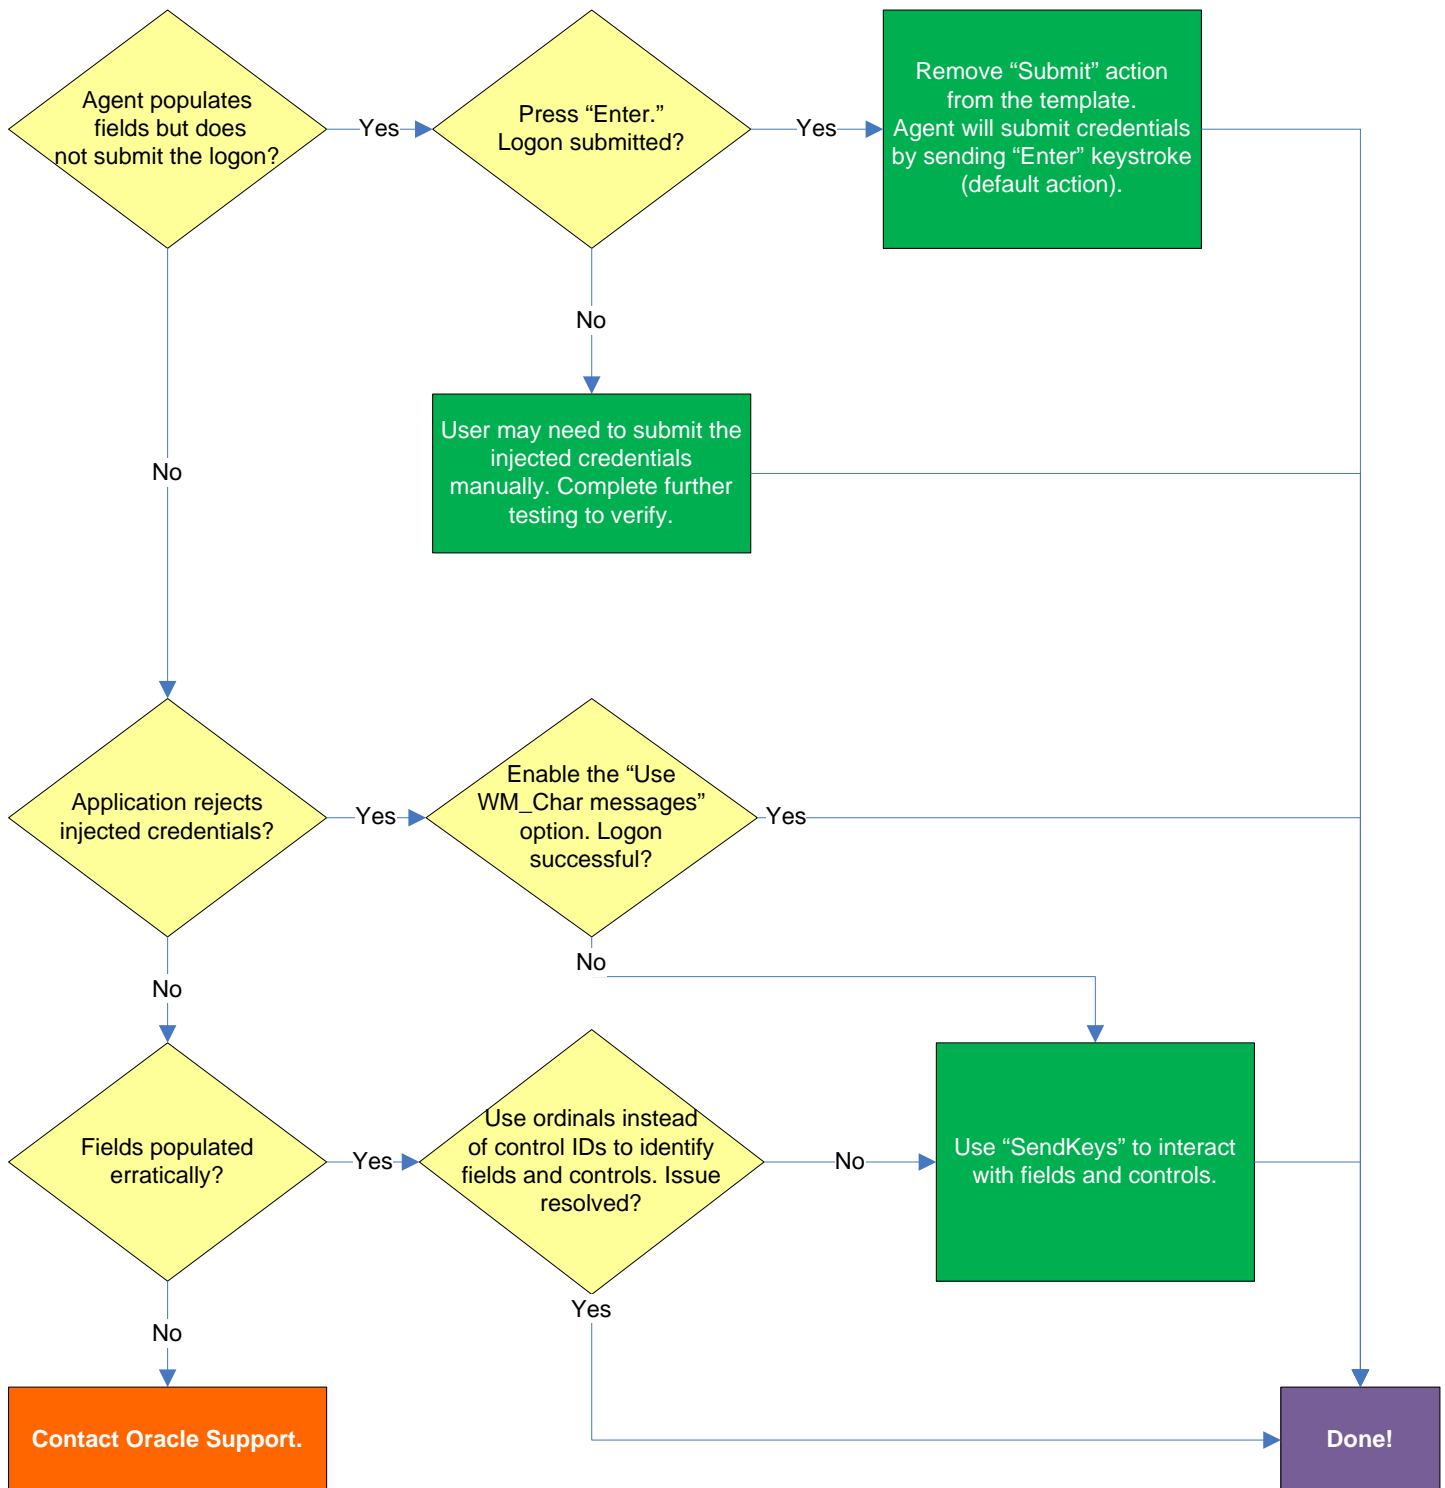 Agent populates
fields but does
not submit the logon?
Yes
Press “Enter.”
Logon submitted?
Yes
Remove “Submit” action
from the template.
Agent will submit credentials
by sending “Enter” keystroke
(default action).
No
User may need to submit the
injected credentials
manually. Complete further
testing to verify.
No
Application rejects
injected credentials?
Yes
Enable the “Use
WM_Char messages”
option. Logon
successful?
Yes
No
No
Fields populated
erratically?
Yes
Use ordinals instead
of control IDs to identify
fields and controls. Issue
resolved?
No
Use “SendKeys” to interact
with fields and controls.
Yes
No
Contact Oracle Support.
Done!